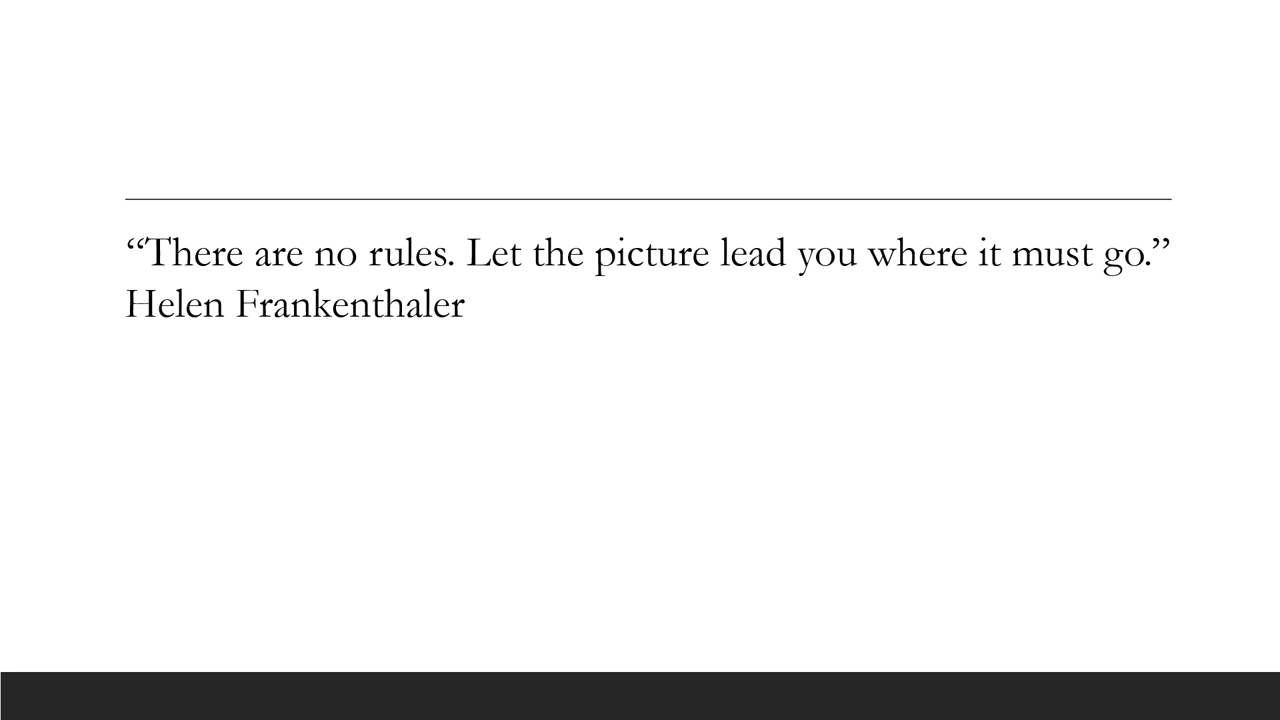 “There are no rules. Let the picture lead you where it must go.”
Helen Frankenthaler